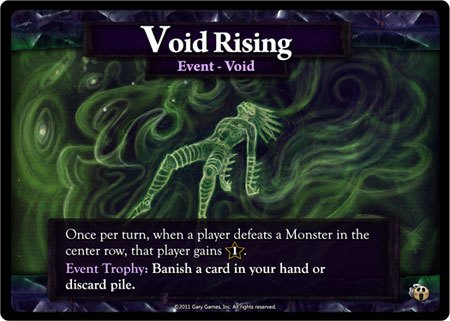 Void Rising
Event - Void
Once per turn, when a player defeats a Monster in the
center row, that player gains 1.
Event Trophy: Banish a card in your hand or
discard pile.
©2011 Gary Games, Inc. All rights reserved.